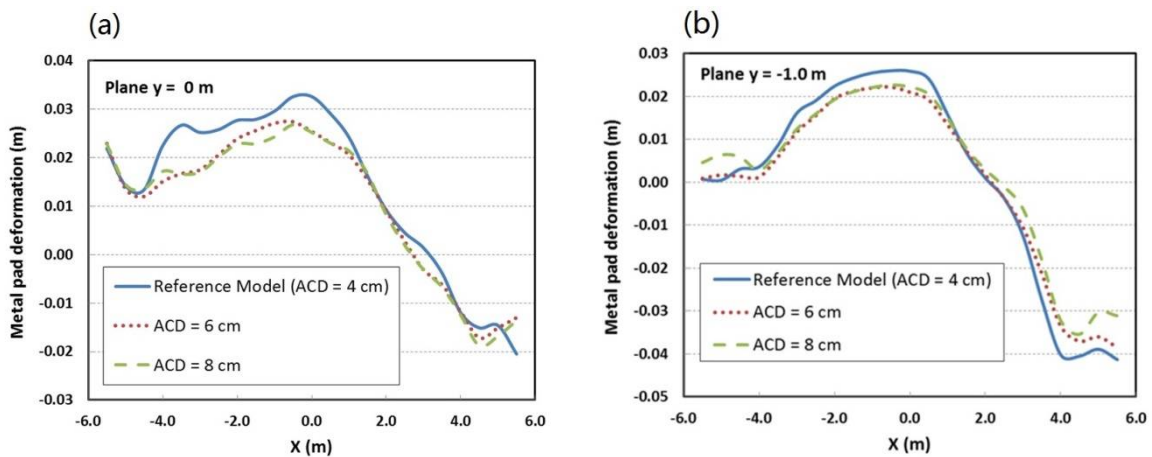 (a)
Plane y = 0 m
Metal pad deformation (m)
0.04
0.03
0.02
0.01
0.00
-0.01
-0.02
-0.03
Reference Model (ACD = 4 cm)
ACD = 6 cm
ACD = 8 cm
-6.0 -4.0 -2.0 0.0 2.0 4.0 6.0
X (m)
(b)
Plane y = -1.0 m
Metal pad deformation (m)
0.03
0.02
0.01
0.00
-0.01
-0.02
-0.03
-0.04
-0.05
Reference Model (ACD = 4 cm)
ACD = 6 cm
ACD = 8 cm
-6.0 -4.0 -2.0 0.0 2.0 4.0 6.0
X (m)